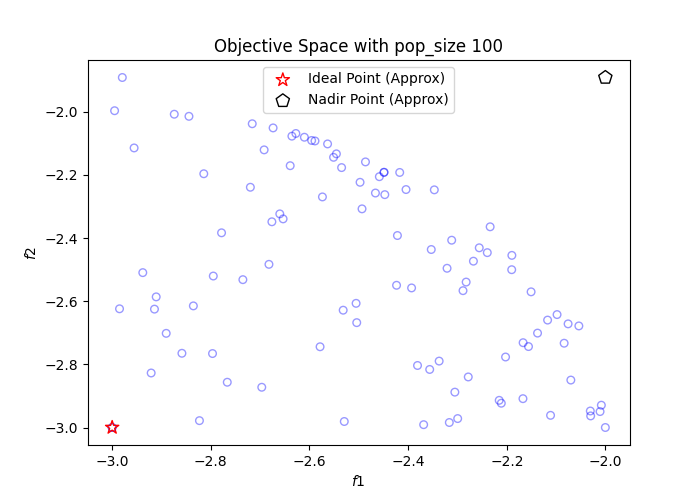 Objective Space with pop_size 100
Ideal Point (Approx)
Nadir Point (Approx)
f2
−2.0
−2.2
−2.4
−2.6
−2.8
−3.0
−3.0 −2.8 −2.6 −2.4 −2.2 −2.0
f1